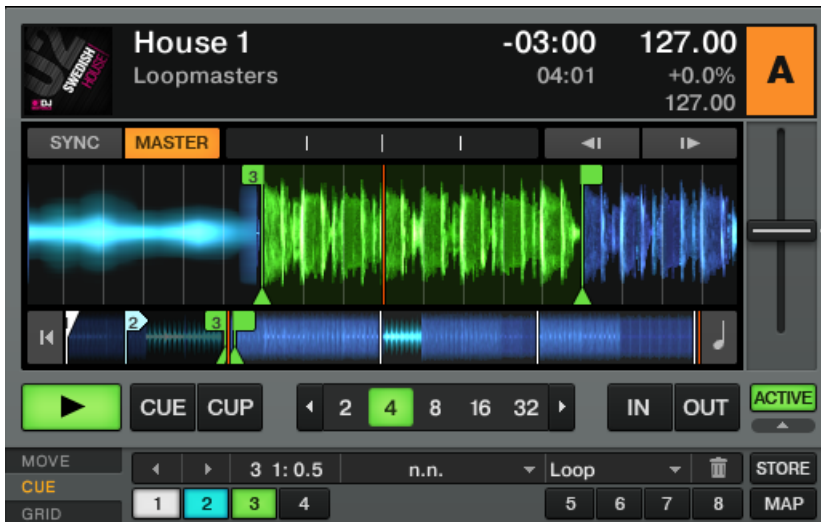 House 1
-03:00
127.00
Loopmasters
04:01
+0.0%
127.00
A
SWEDISH
HOUSE
DJ
SYNC
MASTER
3
2
3
CUE
CUP
2
4
8
16
32
IN
OUT
ACTIVE
MOVE
CUE
GRID
3 1: 0.5
n.n.
Loop
STORE
1
2
3
4
5
6
7
8
MAP